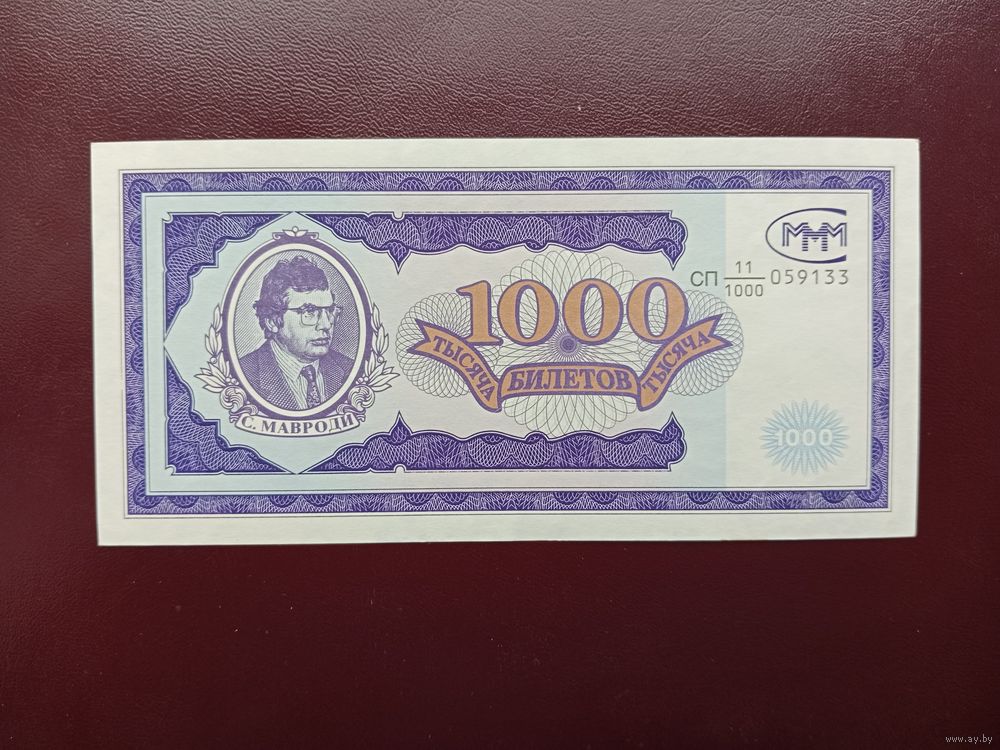 МММ
СП 11/1000 059133
1000
ТЫСЯЧА БИЛЕТОВ ТЫСЯЧА
С. МАВРОДИ
1000
www.ay.by